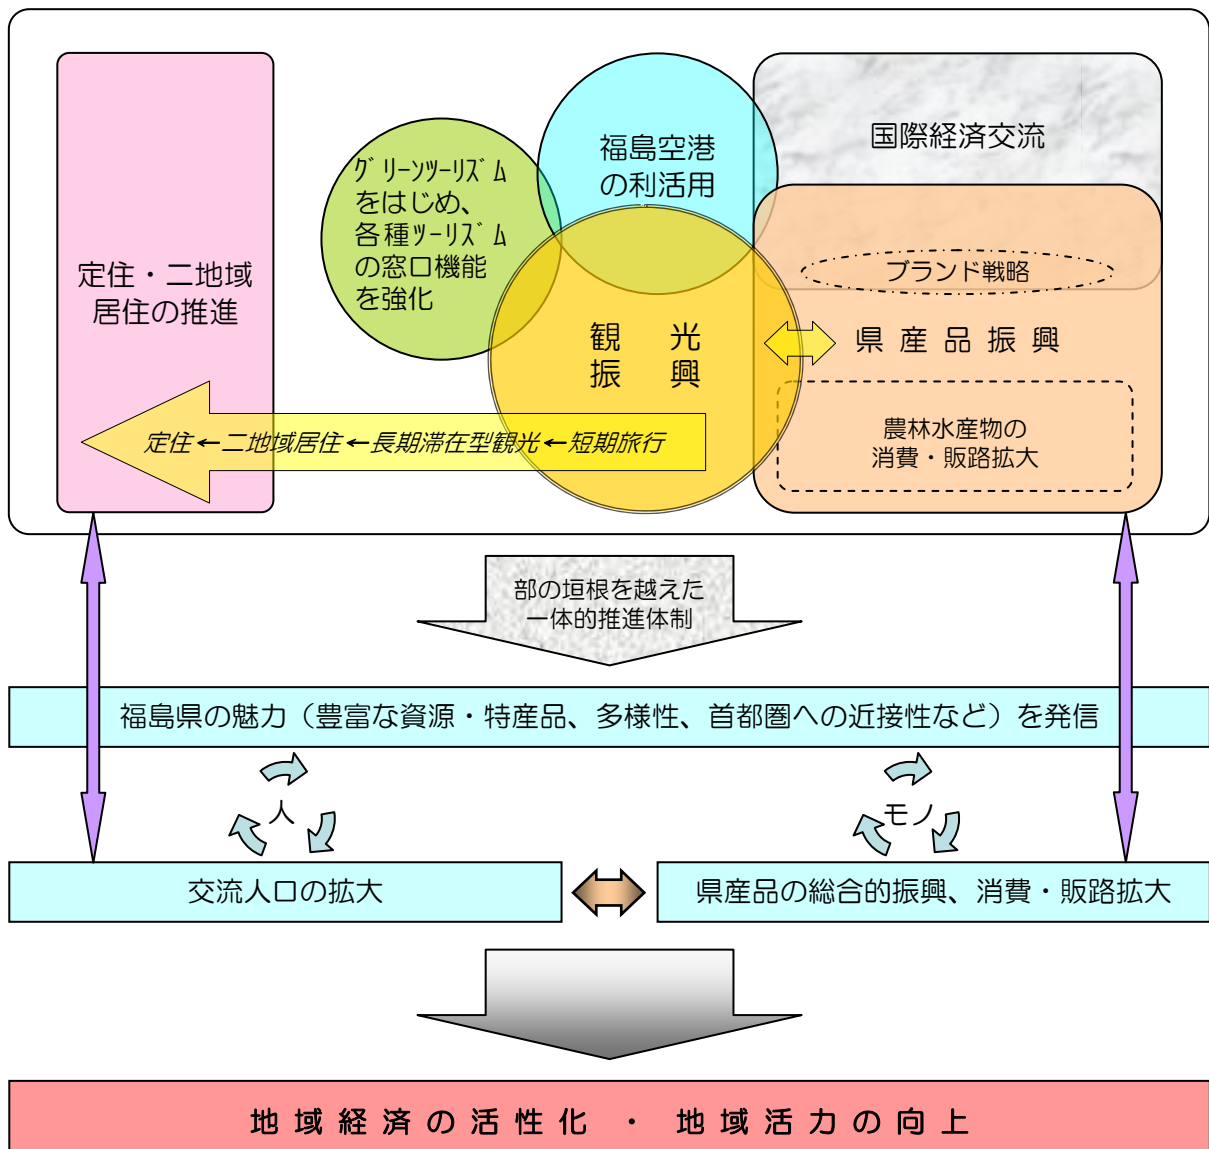 国際経済交流
福島空港
の利活用
ｸﾞﾘｰﾝﾂｰﾘｽﾞﾑ
をはじめ、
各種ﾂｰﾘｽﾞﾑ
の窓口機能
を強化
定住・二地域
居住の推進
ブランド戦略
観　光
振　興
県 産 品 振 興
農林水産物の
消費・販路拡大
定住←二地域居住←長期滞在型観光←短期旅行
部の垣根を越えた
一体的推進体制
福島県の魅力（豊富な資源・特産品、多様性、首都圏への近接性など）を発信
人
モノ
交流人口の拡大
県産品の総合的振興、消費・販路拡大
地 域 経 済 の 活 性 化 ・ 地 域 活 力 の 向 上